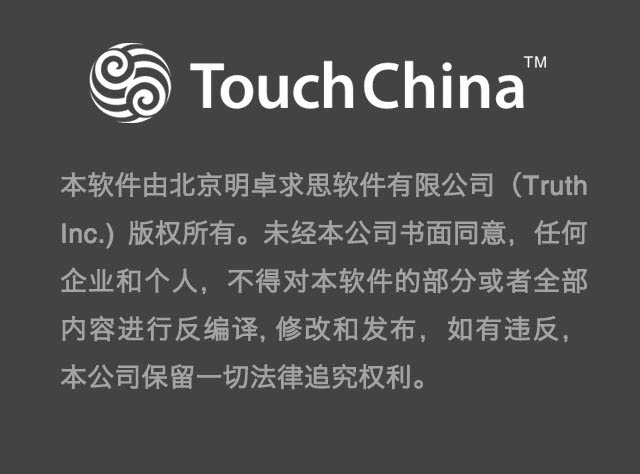 TouchChina™
本软件由北京明卓求思软件有限公司（Truth
Inc.）版权所有。未经本公司书面同意，任何
企业和个人，不得对本软件的部分或者全部
内容进行反编译, 修改和发布，如有违反，
本公司保留一切法律追究权利。